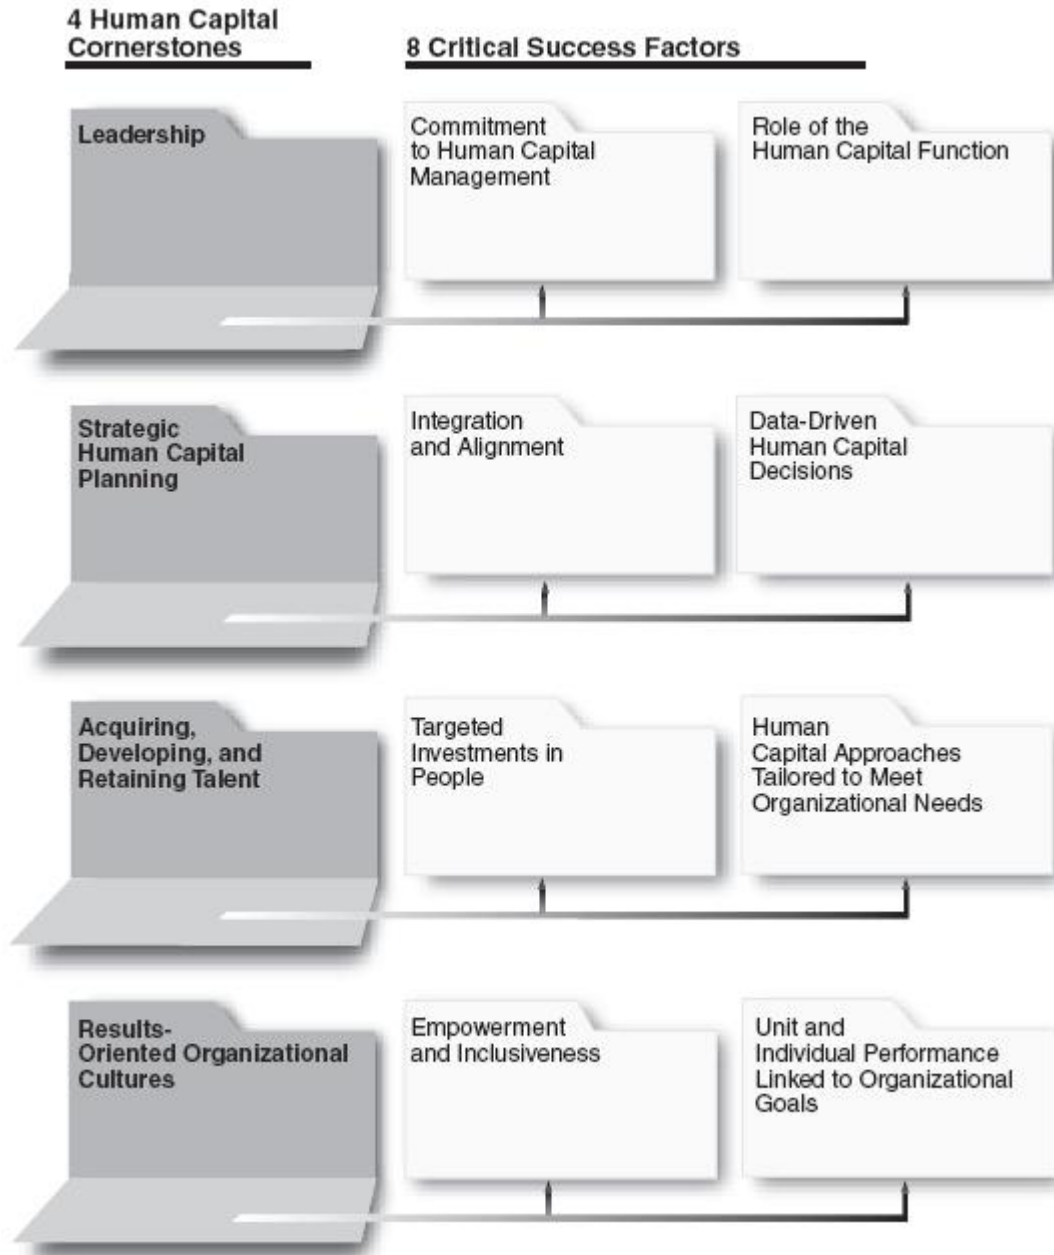 4 Human Capital
Cornerstones
8 Critical Success Factors
Leadership
Commitment
to Human Capital
Management
Role of the
Human Capital Function
Strategic
Human Capital
Planning
Integration
and Alignment
Data-Driven
Human Capital
Decisions
Acquiring,
Developing, and
Retaining Talent
Targeted
Investments in
People
Human
Capital Approaches
Tailored to Meet
Organizational Needs
Results-
Oriented Organizational
Cultures
Empowerment
and Inclusiveness
Unit and
Individual Performance
Linked to Organizational
Goals